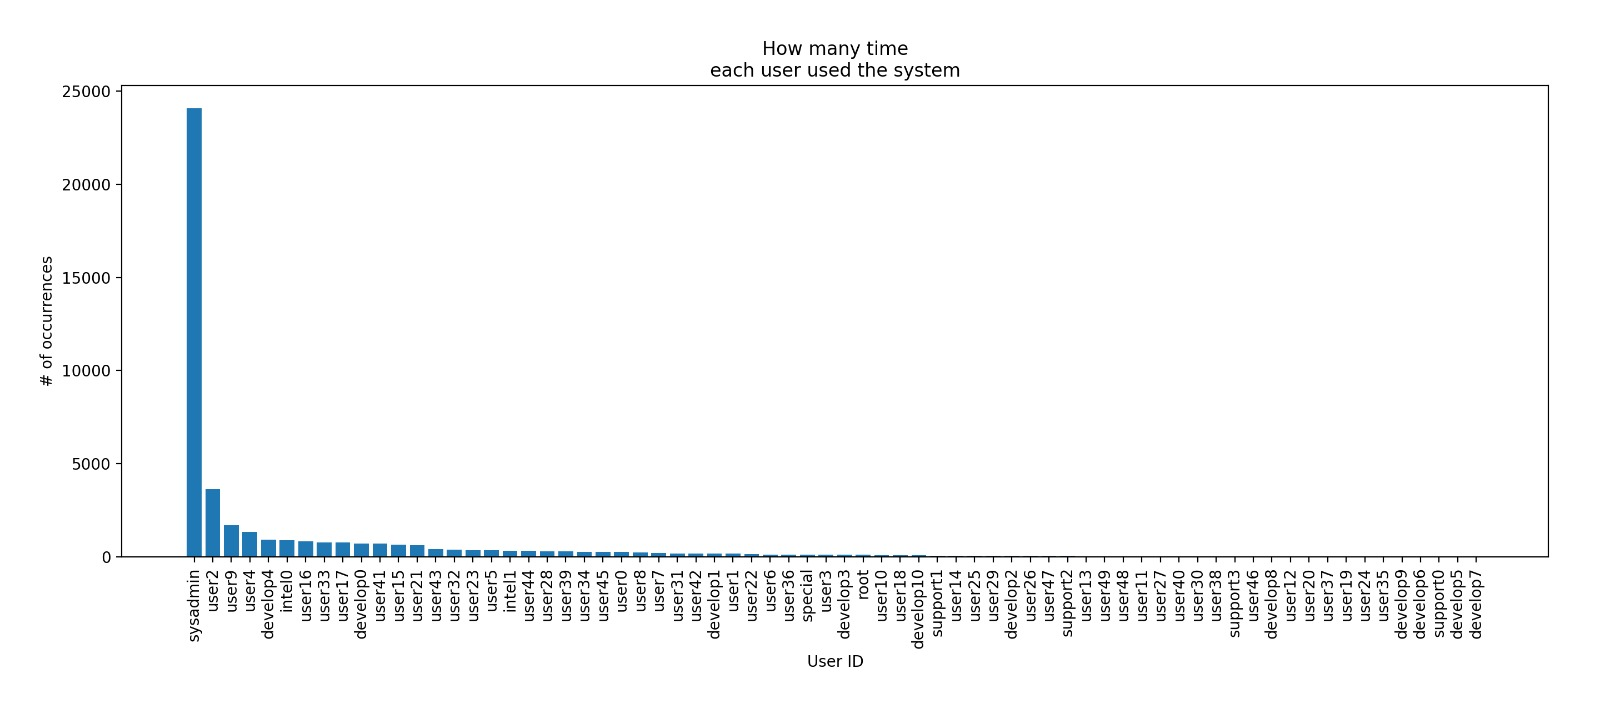 How many time
each user used the system
25000
20000
15000
10000
5000
0
# of occurrences
sysadmin
user2
user9
user4
develop4
intel0
user16
user33
user17
develop0
user41
user15
user21
user43
user32
user23
user5
intel1
user44
user28
user39
user34
user45
user0
user8
user7
user31
user42
develop1
user1
user22
user6
user36
special
user3
develop3
root
user10
user18
develop10
support1
user14
user25
user29
develop2
user26
user47
support2
user13
user49
user48
user11
user27
user40
user30
user38
support3
user46
develop8
user12
user20
user37
user19
user24
user35
develop9
develop6
support0
develop5
develop7
User ID